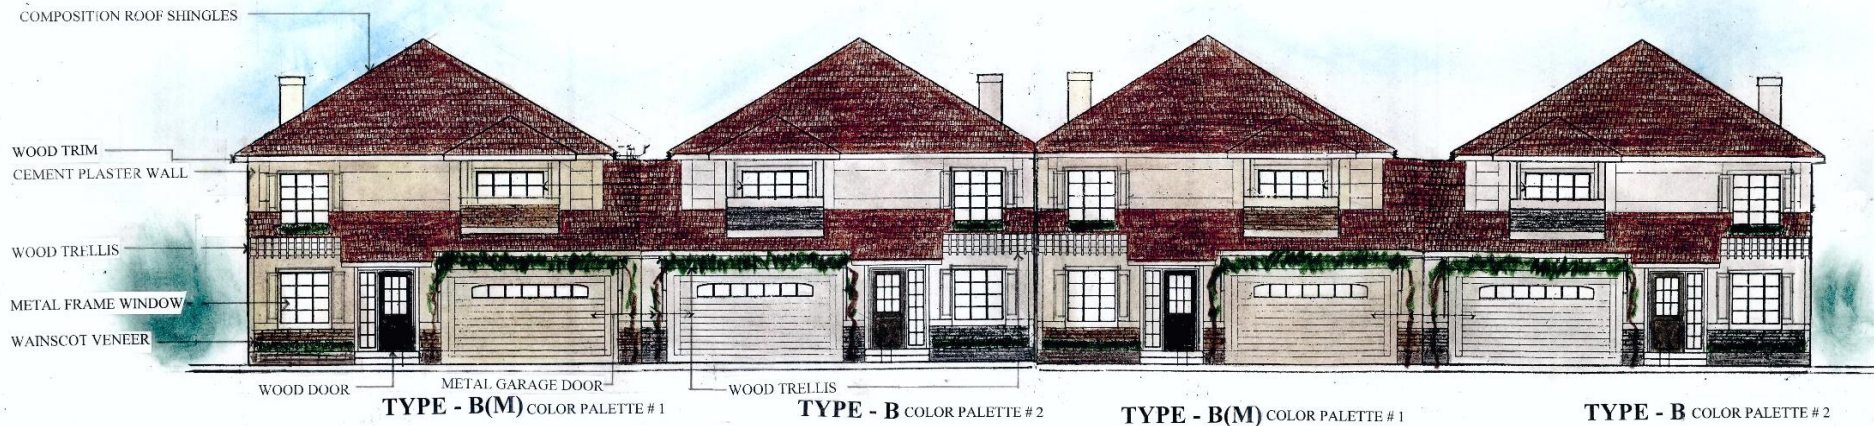 COMPOSITION ROOF SHINGLES
WOOD TRIM
CEMENT PLASTER WALL
WOOD TRELLIS
METAL FRAME WINDOW
WAINSCOT VENEER
WOOD DOOR
METAL GARAGE DOOR
WOOD TRELLIS
TYPE - B(M) COLOR PALETTE # 1
TYPE - B COLOR PALETTE # 2
TYPE - B(M) COLOR PALETTE # 1
TYPE - B COLOR PALETTE # 2